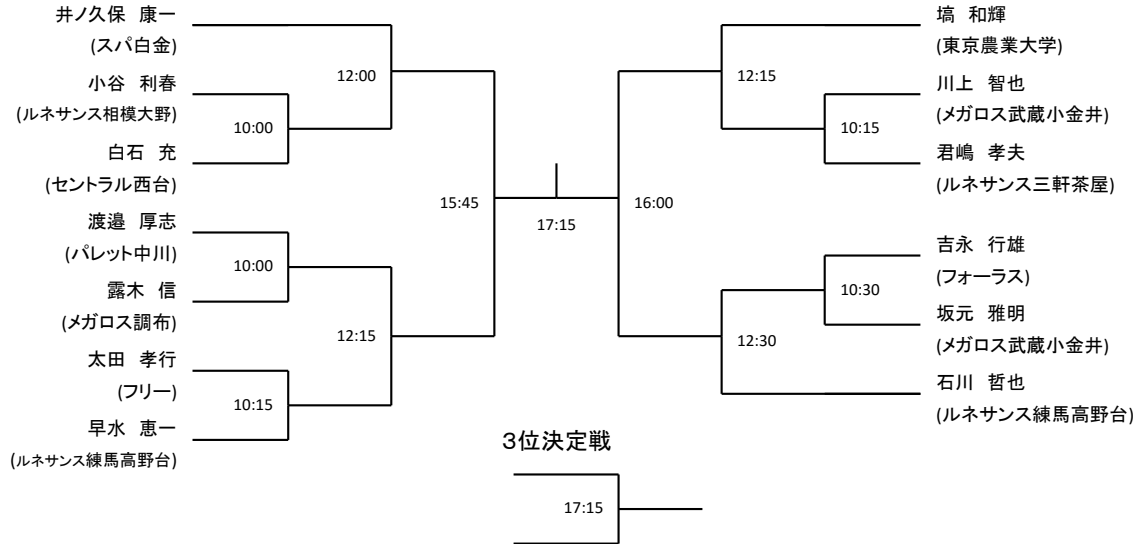 井ノ久保　康一
(スパ白金)
12:00
小谷　利春
(ルネサンス相模大野)
10:00
白石　充
(セントラル西台)
15:45
渡邉　厚志
(パレット中川)
10:00
露木　信
(メガロス調布)
12:15
太田　孝行
(フリー)
10:15
早水　恵一
(ルネサンス練馬高野台)
17:15
塙　和輝
(東京農業大学)
12:15
川上　智也
(メガロス武蔵小金井)
10:15
君嶋　孝夫
(ルネサンス三軒茶屋)
16:00
吉永　行雄
(フォーラス)
10:30
坂元　雅明
(メガロス武蔵小金井)
12:30
石川　哲也
(ルネサンス練馬高野台)
3位決定戦
17:15